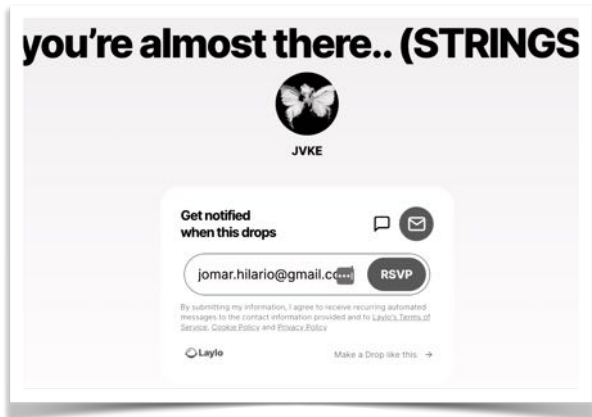 you're almost there.. (STRINGS
JVKE
Get notified
when this drops
jomar.hilario@gmail.co
RSVP
By submitting my information, I agree to receive recurring automated
messages to the contact information provided and to Laylo's Terms of
Service, Cookie Policy and Privacy Policy
Laylo
Make a Drop like this →